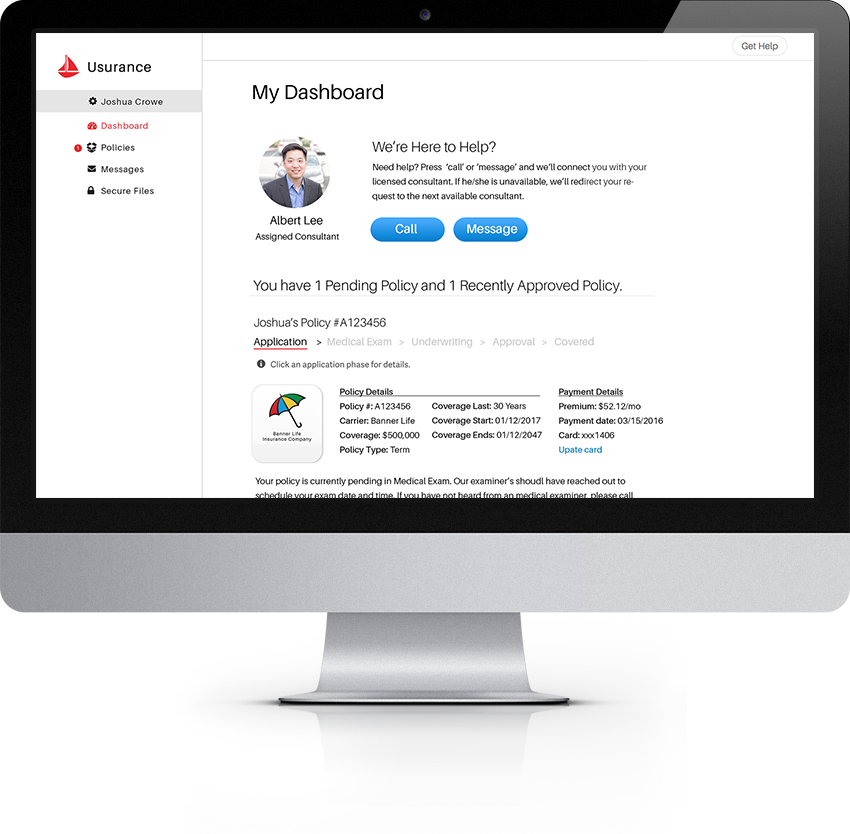 Get Help
Usurance
Joshua Crowe
Dashboard
1 Policies
Messages
Secure Files
My Dashboard
We're Here to Help?
Need help? Press 'call' or 'message' and we'll connect you with your
licensed consultant. If he/she is unavailable, we'll redirect your re-
quest to the next available consultant.
Albert Lee
Assigned Consultant
Call
Message
You have 1 Pending Policy and 1 Recently Approved Policy.
Joshua's Policy #A123456
Application > Medical Exam > Underwriting > Approval > Covered
Click an application phase for details.
Banner Life
Insurance Company
Policy Details
Policy #: A123456
Carrier: Banner Life
Coverage: $500,000
Policy Type: Term
Coverage Last: 30 Years
Coverage Start: 01/12/2017
Coverage Ends: 01/12/2047
Payment Details
Premium: $52.12/mo
Payment date: 03/15/2016
Card: xxx1406
Upate card
Your policy is currently pending in Medical Exam. Our examiner's shoudl have reached out to
schedule your exam date and time. If you have not heard from an medical examiner, please call